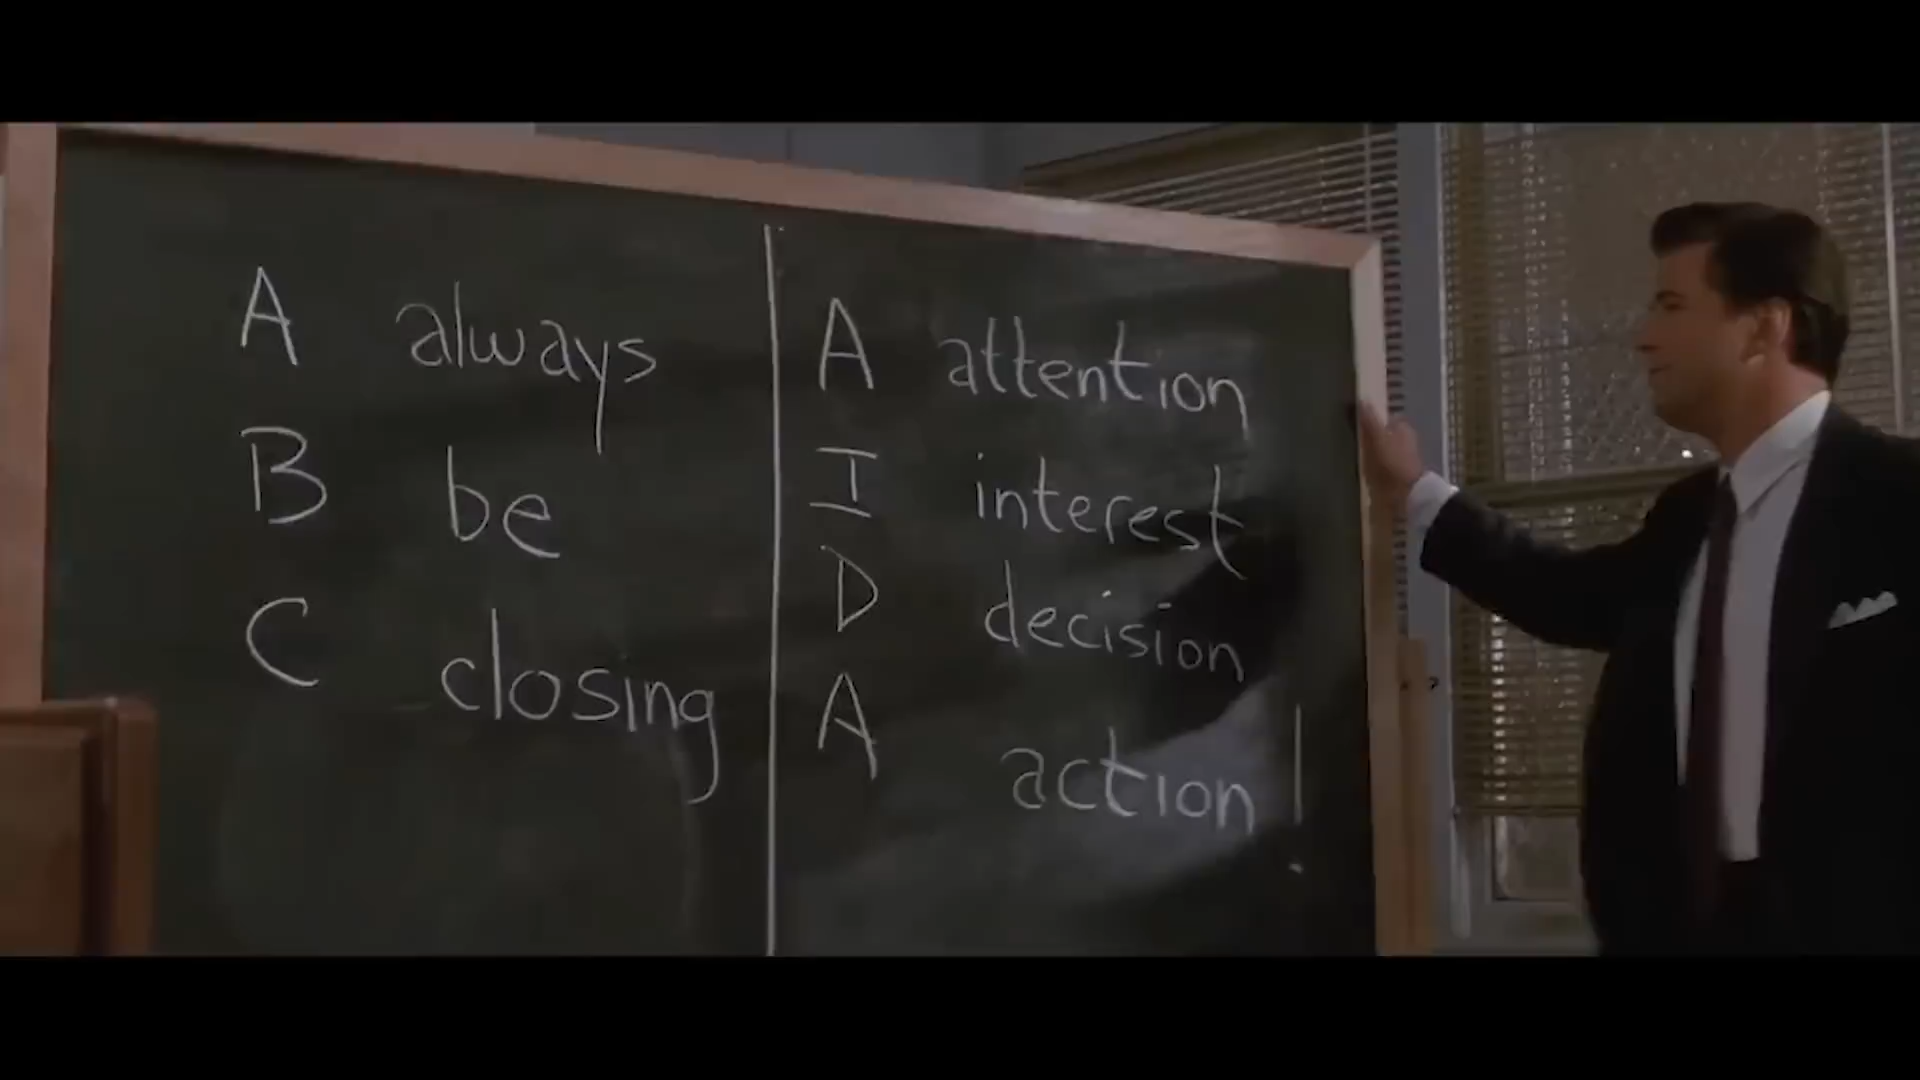 A always
B be
C closing
A attention
I interest
D decision
A action!